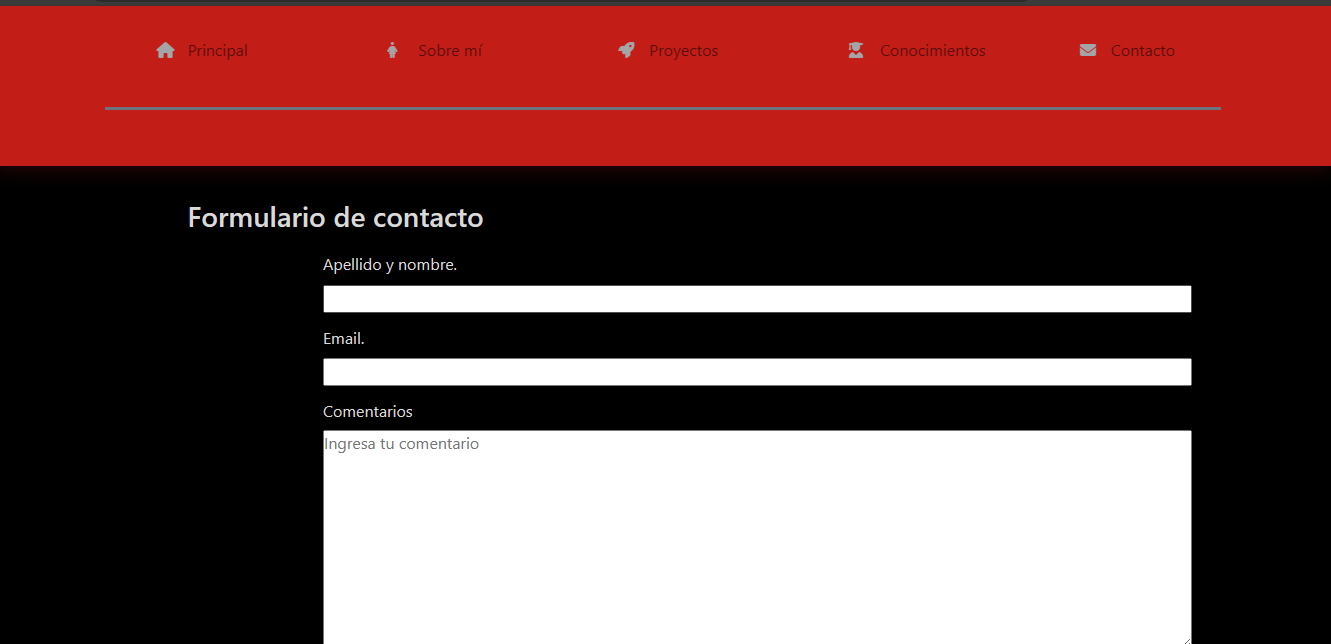 Principal Sobre mí Proyectos Conocimientos Contacto
Formulario de contacto
Apellido y nombre.
Email.
Comentarios
Ingresa tu comentario